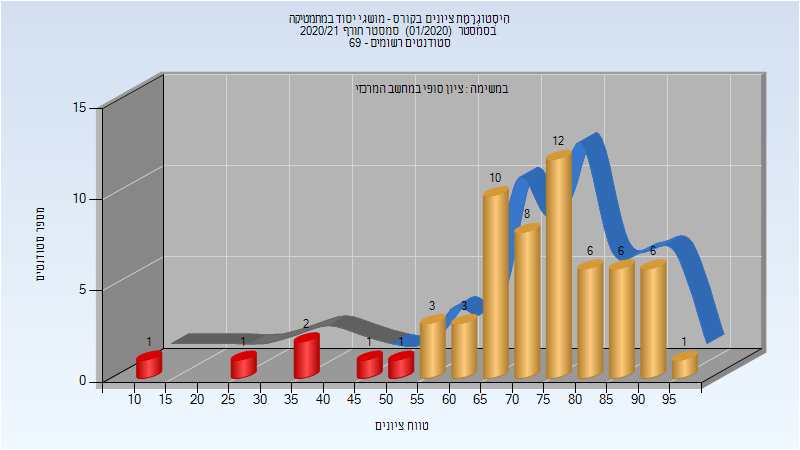 היסטוגרמת ציונים בקורס - מושגי יסוד במתמטיקה
בסמסטר (01/2020) סמסטר חורף 2020/21
סטודנטים רשומים - 69
במשימה : ציון סופי במחשב המרכזי
מספר סטודנטים
15
10
5
0
1
1
2
1
1
3
3
10
8
12
6
6
6
1
10 15 20 25 30 35 40 45 50 55 60 65 70 75 80 85 90 95
טווח ציונים